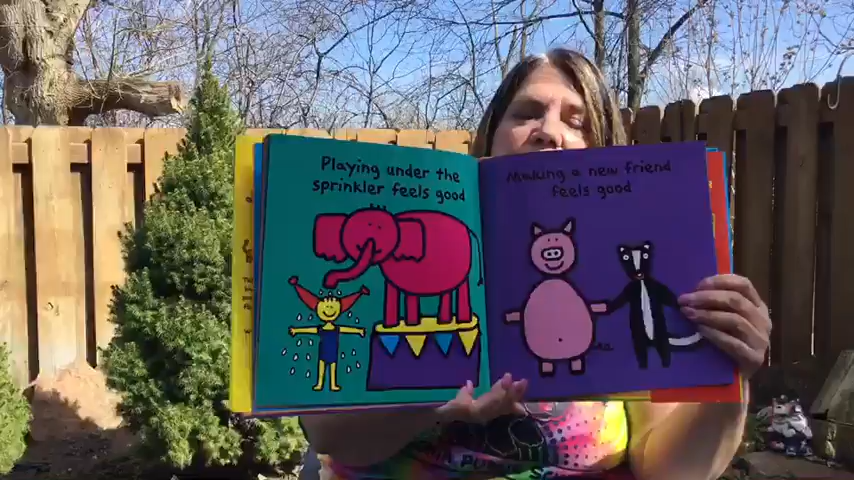 Playing under the
sprinkler feels good
Making a new friend
feels good